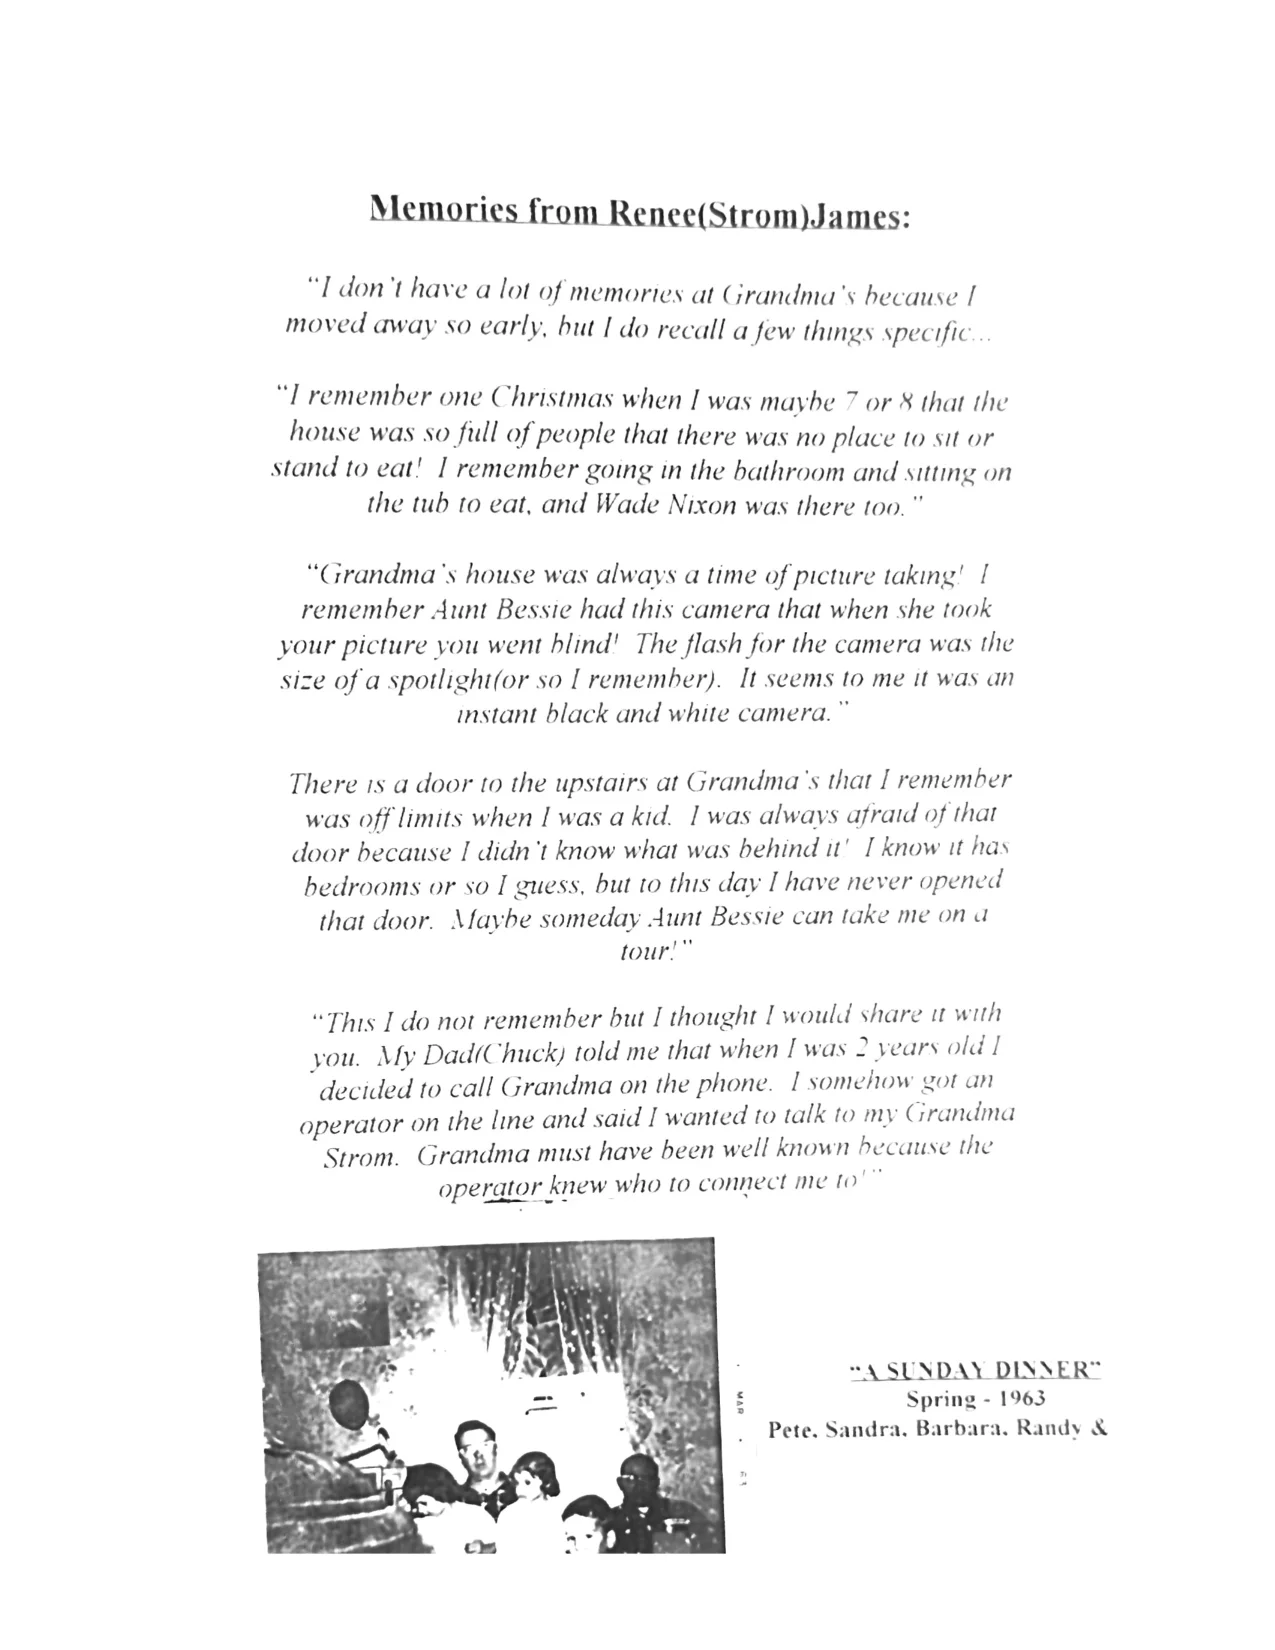 Memories from Renee(Strom)James:
“I don't have a lot of memories at Grandma's because I
moved away so early, but I do recall a few things specific...
“I remember one Christmas when I was maybe 7 or 8 that the
house was so full of people that there was no place to sit or
stand to eat! I remember going in the bathroom and sitting on
the tub to eat, and Wade Nixon was there too.”
“Grandma's house was always a time of picture taking! I
remember Aunt Bessie had this camera that when she took
your picture you went blind! The flash for the camera was the
size of a spotlight(or so I remember). It seems to me it was an
instant black and white camera.”
There is a door to the upstairs at Grandma's that I remember
was off limits when I was a kid. I was always afraid of that
door because I didn't know what was behind it! I know it has
bedrooms or so I guess, but to this day I have never opened
that door. Maybe someday Aunt Bessie can take me on a
tour!”
“This I do not remember but I thought I would share it with
you. My Dad(Chuck) told me that when I was 2 years old I
decided to call Grandma on the phone. I somehow got an
operator on the line and said I wanted to talk to my Grandma
Strom. Grandma must have been well known because the
operator knew who to connect me to!”
“A SUNDAY DINNER”
Spring - 1963
Pete, Sandra, Barbara, Randy &
MAR